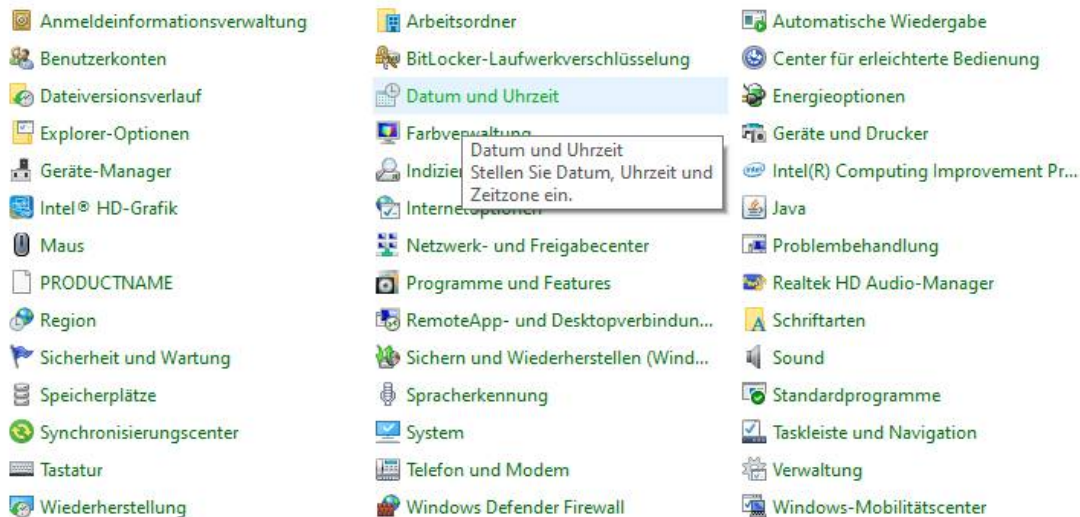 Anmeldeinformationsverwaltung
Arbeitsordner
Automatische Wiedergabe
Benutzerkonten
BitLocker-Laufwerkverschlüsselung
Center für erleichterte Bedienung
Dateiversionsverlauf
Datum und Uhrzeit
Energieoptionen
Explorer-Optionen
Farbverwaltung
Geräte und Drucker
Datum und Uhrzeit
Stellen Sie Datum, Uhrzeit und
Zeitzone ein.
Geräte-Manager
Indizier
Intel(R) Computing Improvement Pr...
Intel® HD-Grafik
Internetoptionen
Java
Maus
Netzwerk- und Freigabecenter
Problembehandlung
PRODUCTNAME
Programme und Features
Realtek HD Audio-Manager
Region
RemoteApp- und Desktopverbindun...
Schriftarten
Sicherheit und Wartung
Sichern und Wiederherstellen (Wind...
Sound
Speicherplätze
Spracherkennung
Standardprogramme
Synchronisierungscenter
System
Taskleiste und Navigation
Tastatur
Telefon und Modem
Verwaltung
Wiederherstellung
Windows Defender Firewall
Windows-Mobilitätscenter